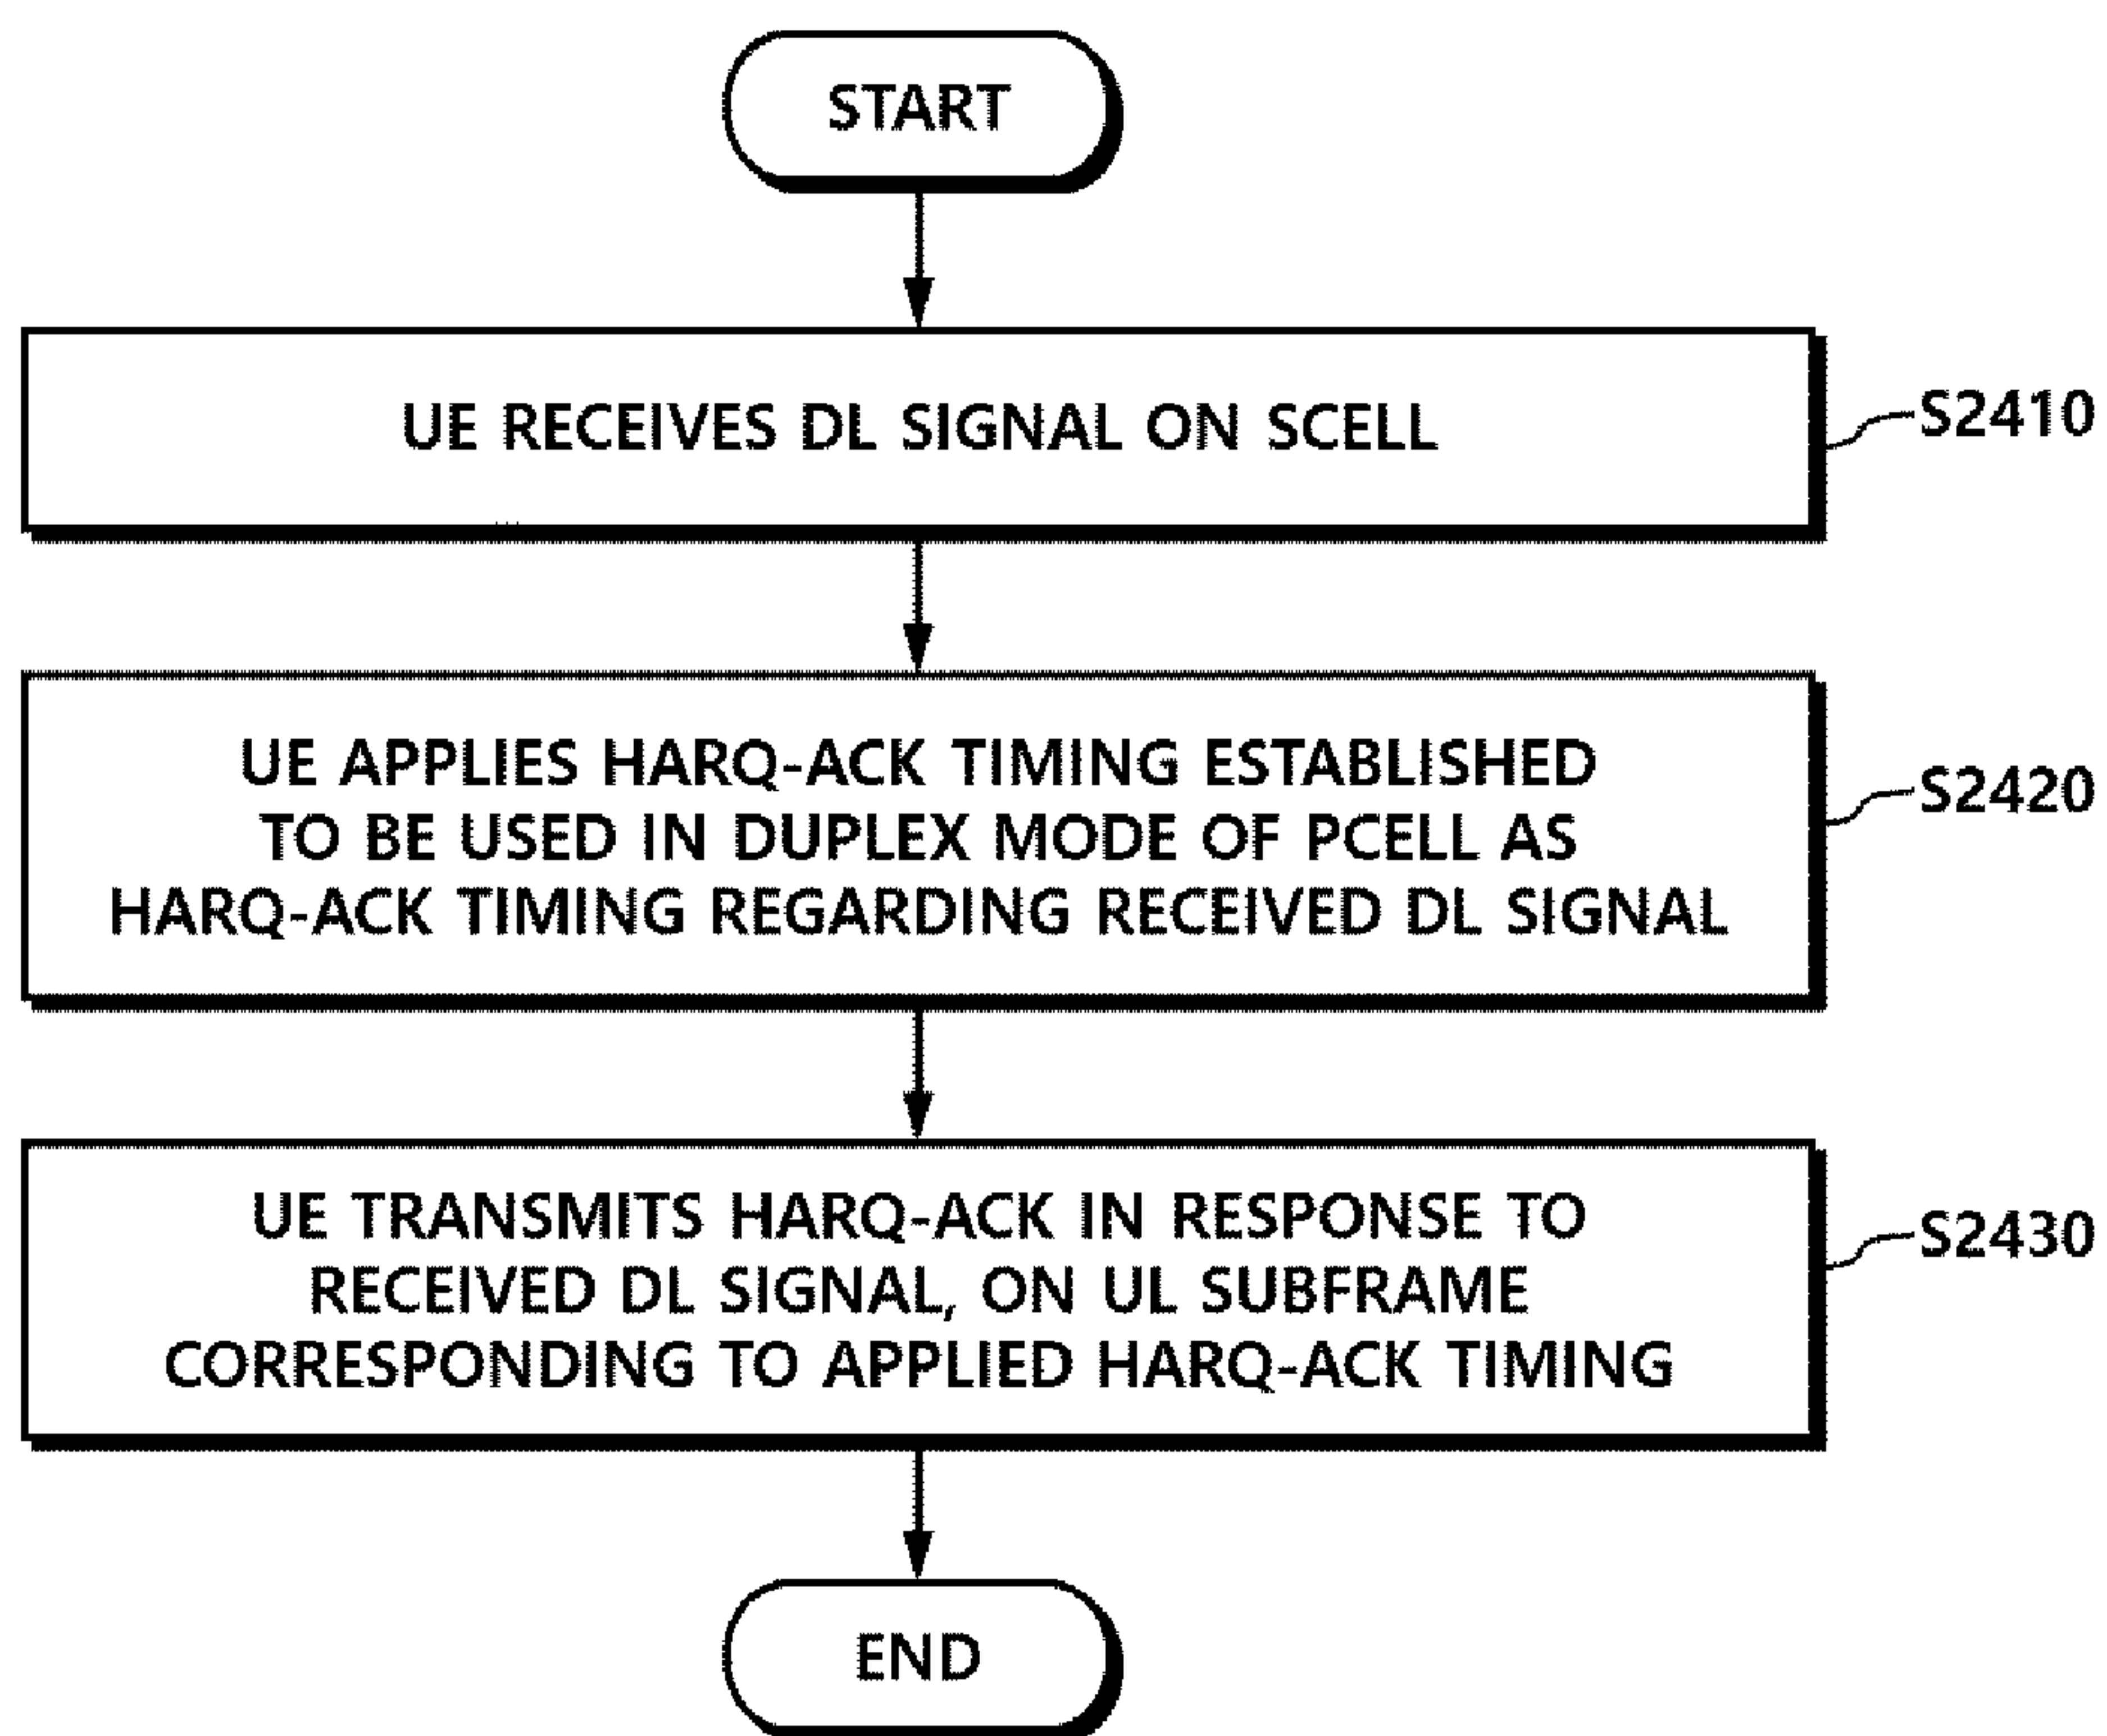 START
UE RECEIVES DL SIGNAL ON SCELL
S2410
UE APPLIES HARQ-ACK TIMING ESTABLISHED
TO BE USED IN DUPLEX MODE OF PCELL AS
HARQ-ACK TIMING REGARDING RECEIVED DL SIGNAL
S2420
UE TRANSMITS HARQ-ACK IN RESPONSE TO
RECEIVED DL SIGNAL, ON UL SUBFRAME
CORRESPONDING TO APPLIED HARQ-ACK TIMING
S2430
END